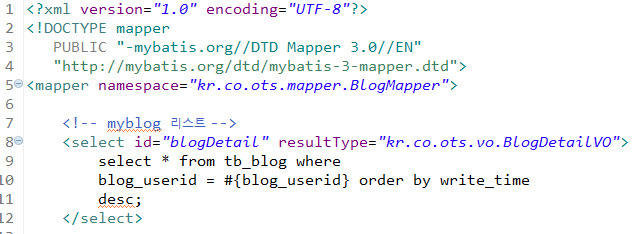 1 <?xml version="1.0" encoding="UTF-8"?>
2 <!DOCTYPE mapper
3 PUBLIC "-mybatis.org//DTD Mapper 3.0//EN"
4 "http://mybatis.org/dtd/mybatis-3-mapper.dtd">
5 <mapper namespace="kr.co.ots.mapper.BlogMapper">
6
7 <!-- myblog 리스트 -->
8 <select id="blogDetail" resultType="kr.co.ots.vo.BlogDetailVO">
9 select * from tb_blog where
10 blog_userid = #{blog_userid} order by write_time
11 desc;
12 </select>